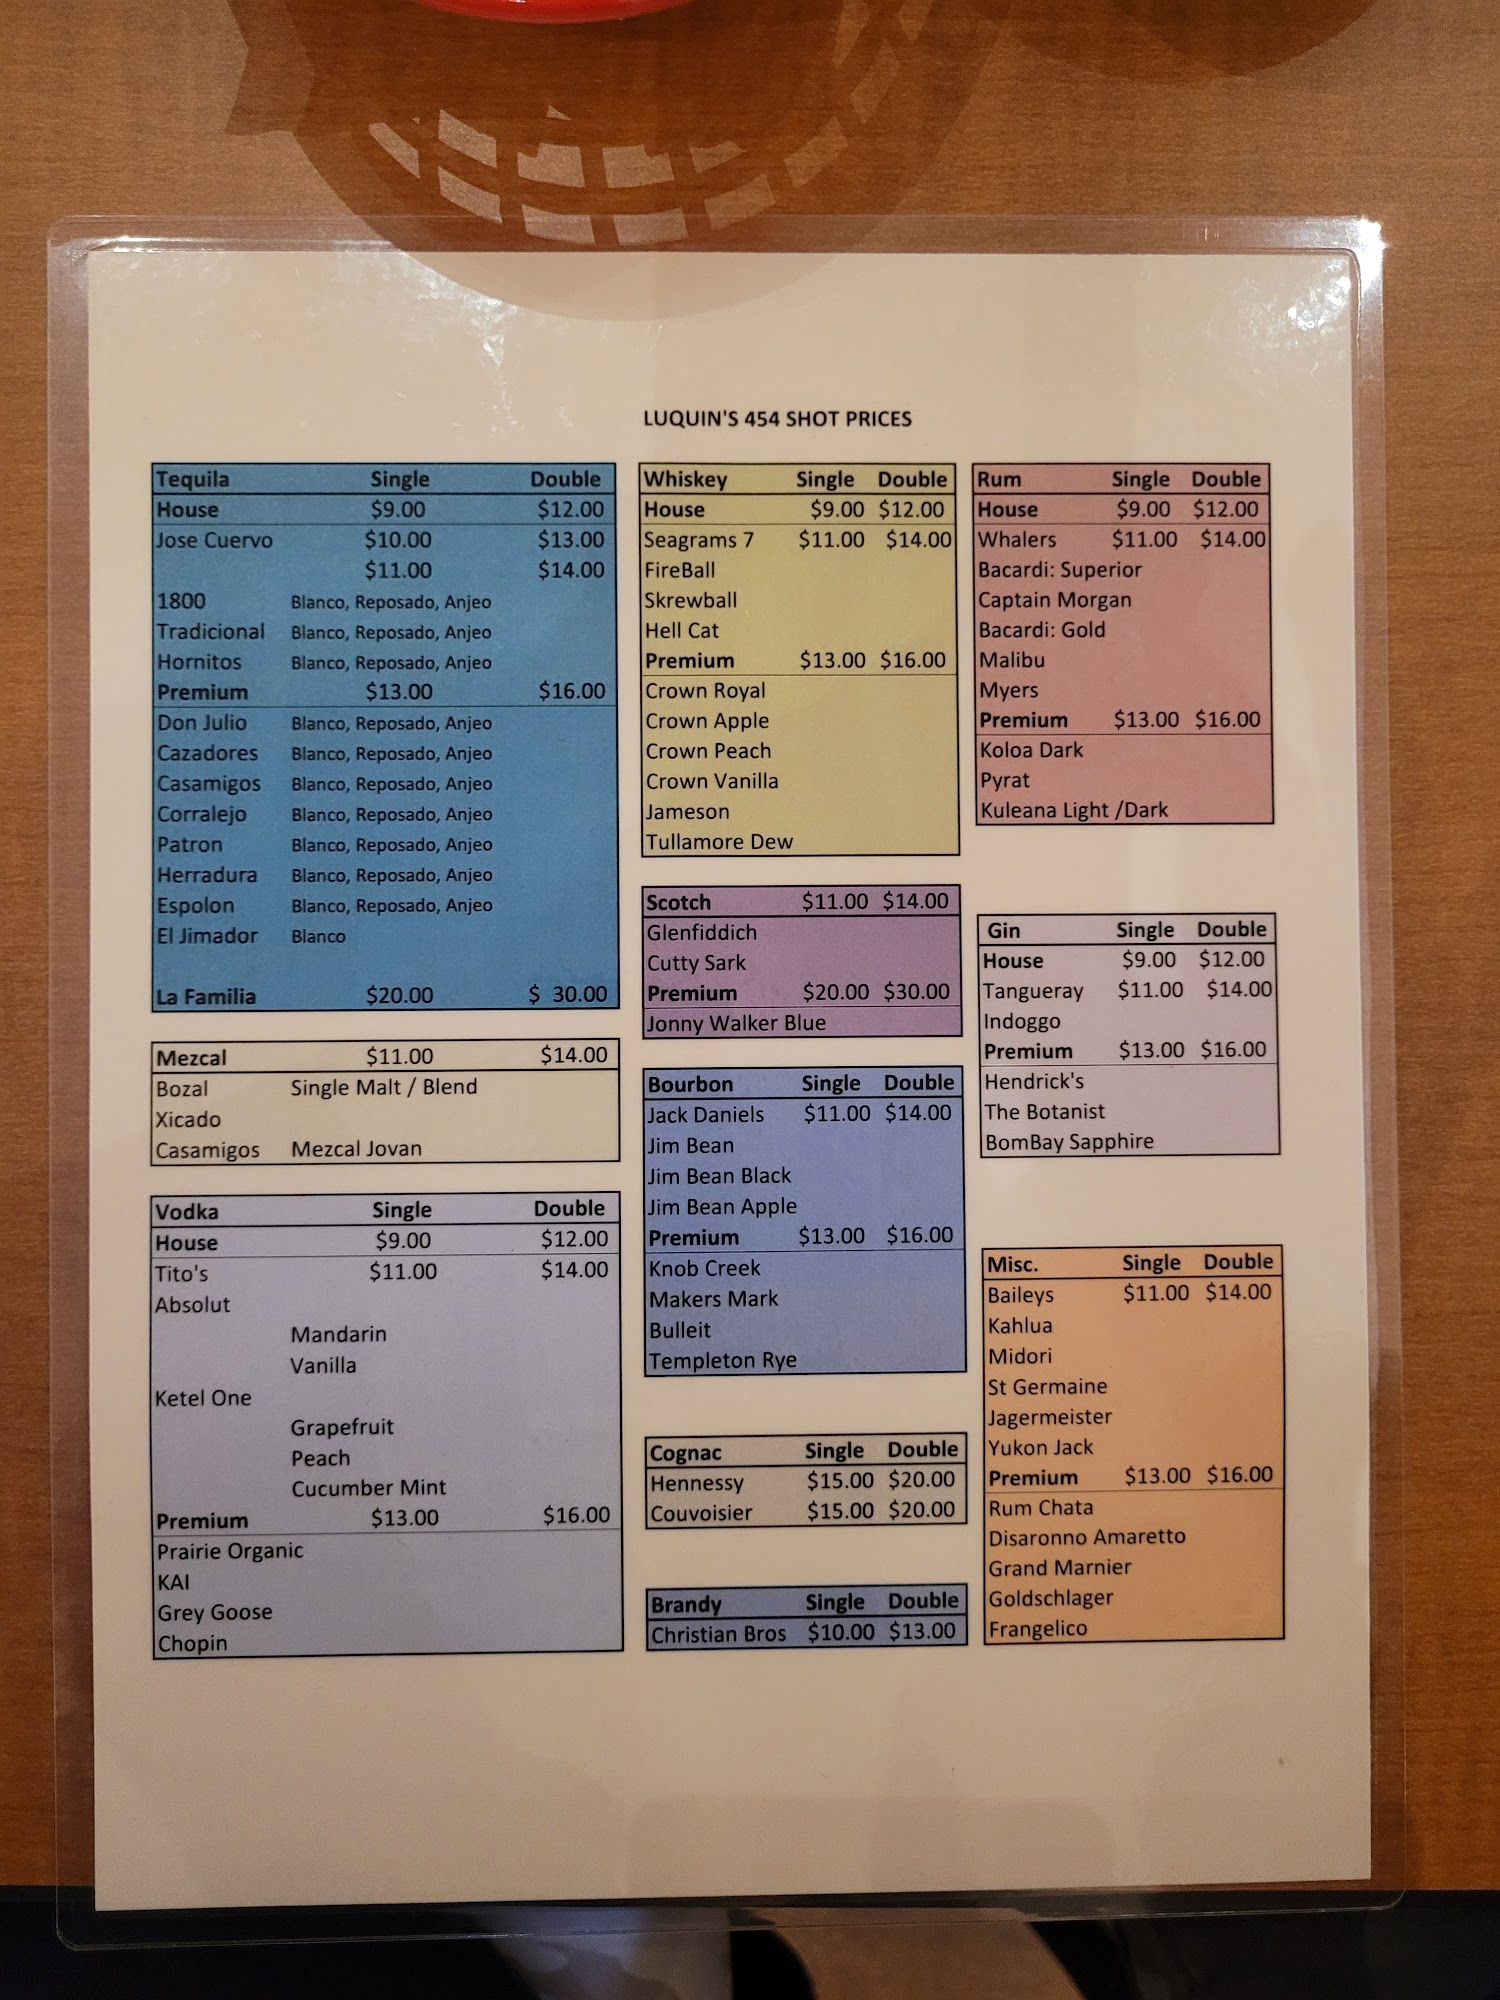 LUQUIN'S 454 SHOT PRICES
Tequila Single Double
House $9.00 $12.00
Jose Cuervo $10.00 $13.00
$11.00 $14.00
1800 Blanco, Reposado, Anjeo
Tradicional Blanco, Reposado, Anjeo
Hornitos Blanco, Reposado, Anjeo
Premium $13.00 $16.00
Don Julio Blanco, Reposado, Anjeo
Cazadores Blanco, Reposado, Anjeo
Casamigos Blanco, Reposado, Anjeo
Corralejo Blanco, Reposado, Anjeo
Patron Blanco, Reposado, Anjeo
Herradura Blanco, Reposado, Anjeo
Espolon Blanco, Reposado, Anjeo
El Jimador Blanco
La Familia $20.00 $ 30.00
Mezcal $11.00 $14.00
Bozal Single Malt / Blend
Xicado
Casamigos Mezcal Jovan
Vodka Single Double
House $9.00 $12.00
Tito's $11.00 $14.00
Absolut
Mandarin
Vanilla
Ketel One
Grapefruit
Peach
Cucumber Mint
Premium $13.00 $16.00
Prairie Organic
KAI
Grey Goose
Chopin
Whiskey Single Double
House $9.00 $12.00
Seagrams 7 $11.00 $14.00
FireBall
Skrewball
Hell Cat
Premium $13.00 $16.00
Crown Royal
Crown Apple
Crown Peach
Crown Vanilla
Jameson
Tullamore Dew
Scotch $11.00 $14.00
Glenfiddich
Cutty Sark
Premium $20.00 $30.00
Jonny Walker Blue
Bourbon Single Double
Jack Daniels $11.00 $14.00
Jim Bean
Jim Bean Black
Jim Bean Apple
Premium $13.00 $16.00
Knob Creek
Makers Mark
Bulleit
Templeton Rye
Cognac Single Double
Hennessy $15.00 $20.00
Couvoisier $15.00 $20.00
Brandy Single Double
Christian Bros $10.00 $13.00
Rum Single Double
House $9.00 $12.00
Whalers $11.00 $14.00
Bacardi: Superior
Captain Morgan
Bacardi: Gold
Malibu
Myers
Premium $13.00 $16.00
Koloa Dark
Pyrat
Kuleana Light /Dark
Gin Single Double
House $9.00 $12.00
Tangueray $11.00 $14.00
Indoggo
Premium $13.00 $16.00
Hendrick's
The Botanist
BomBay Sapphire
Misc. Single Double
Baileys $11.00 $14.00
Kahlua
Midori
St Germaine
Jagermeister
Yukon Jack
Premium $13.00 $16.00
Rum Chata
Disaronno Amaretto
Grand Marnier
Goldschlager
Frangelico